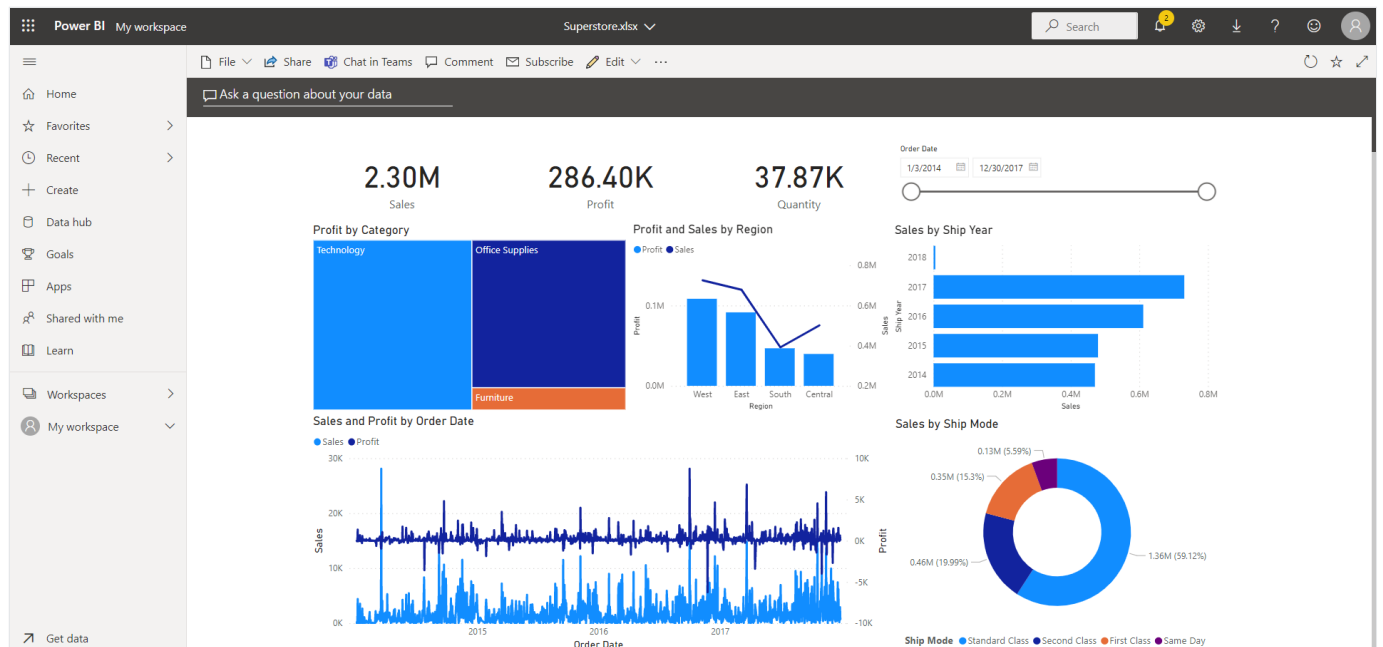 Power BI My workspace
Superstore.xlsx
Search
2
File Share Chat in Teams Comment Subscribe Edit ...
Home
Favorites
Recent
Create
Data hub
Goals
Apps
Shared with me
Learn
Workspaces
My workspace
Get data
Ask a question about your data
2.30M
Sales
286.40K
Profit
37.87K
Quantity
Order Date
1/3/2014 12/30/2017
Profit by Category
Technology
Office Supplies
Furniture
Profit and Sales by Region
Profit Sales
0.1M
0.0M
Profit
0.8M
0.6M
0.4M
0.2M
Sales
West East South Central
Region
Sales by Ship Year
Ship Year
2018
2017
2016
2015
2014
0.0M 0.2M 0.4M 0.6M 0.8M
Sales
Sales and Profit by Order Date
Sales Profit
30K
20K
10K
0K
Sales
10K
5K
0K
-5K
-10K
Profit
2015 2016 2017
Order Date
Sales by Ship Mode
0.13M (5.59%)
0.35M (15.3%)
0.46M (19.99%)
1.36M (59.12%)
Ship Mode Standard Class Second Class First Class Same Day